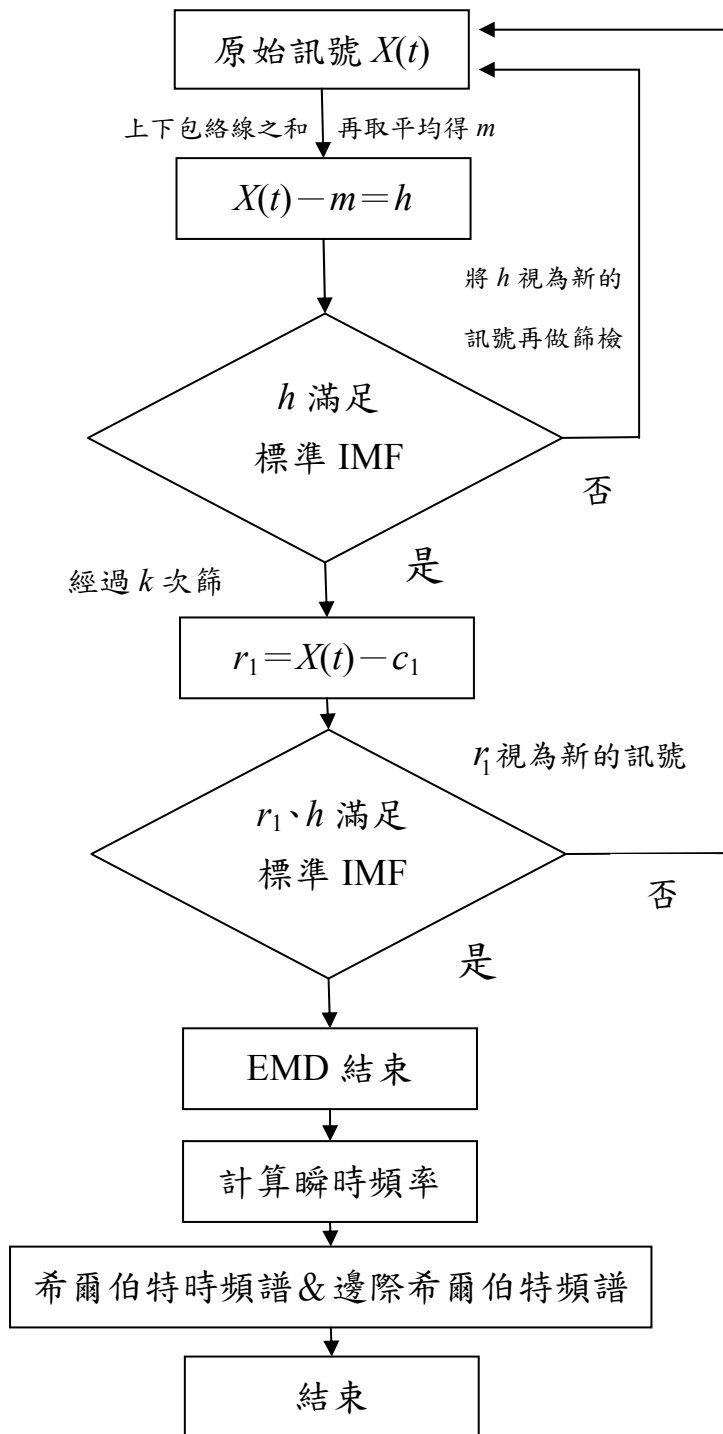 原始訊號 X(t)
上下包絡線之和 再取平均得 m
X(t)－m＝h
將 h 視為新的
訊號再做篩檢
h 滿足
標準 IMF
否
是
經過 k 次篩
r₁＝X(t)－c₁
r₁視為新的訊號
r₁、h 滿足
標準 IMF
否
是
EMD 結束
計算瞬時頻率
希爾伯特時頻譜＆邊際希爾伯特頻譜
結束